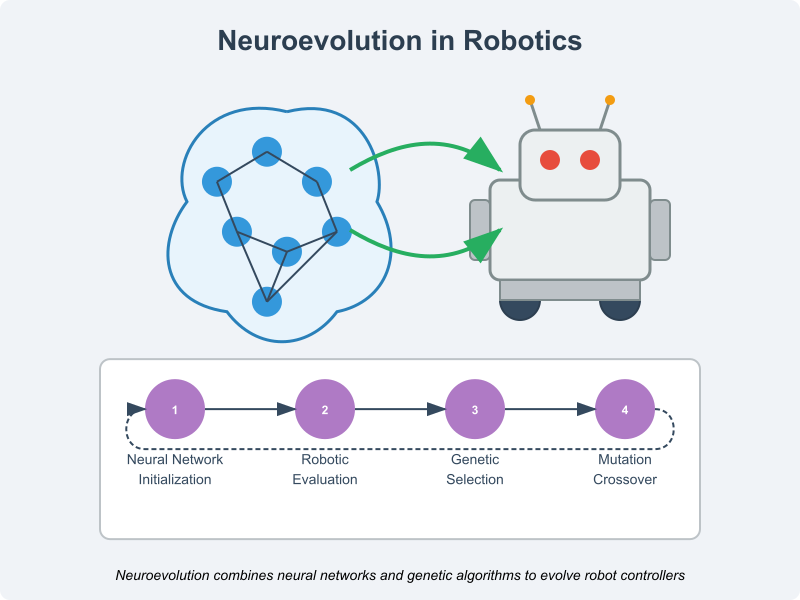 Neuroevolution in Robotics
1
2
3
4
Neural Network
Initialization
Robotic
Evaluation
Genetic
Selection
Mutation
Crossover
Neuroevolution combines neural networks and genetic algorithms to evolve robot controllers